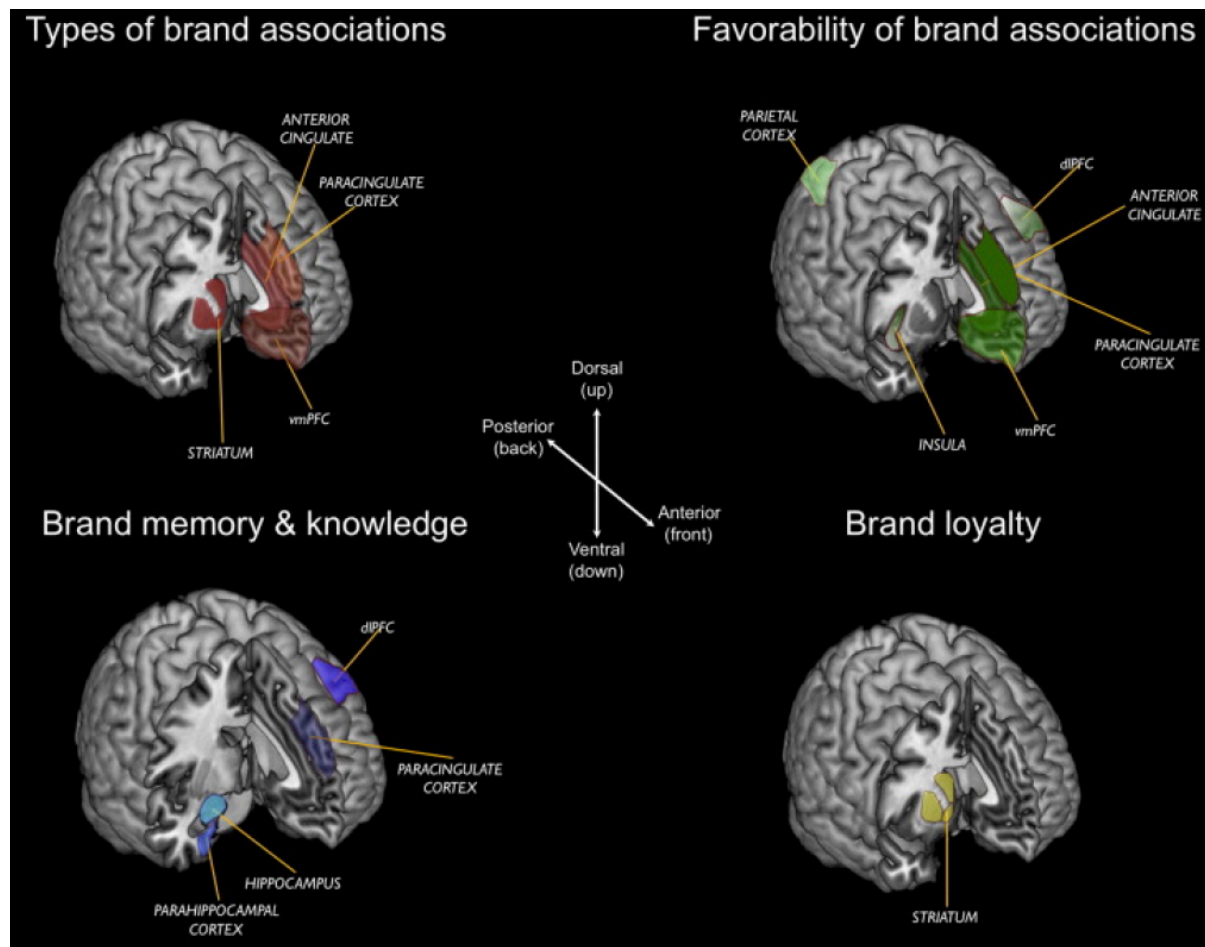 Types of brand associations
ANTERIOR
CINGULATE
PARACINGULATE
CORTEX
vmPFC
STRIATUM
Favorability of brand associations
PARIETAL
CORTEX
dlPFC
ANTERIOR
CINGULATE
PARACINGULATE
CORTEX
INSULA
vmPFC
Dorsal
(up)
Posterior
(back)
Anterior
(front)
Ventral
(down)
Brand memory & knowledge
dlPFC
PARACINGULATE
CORTEX
HIPPOCAMPUS
PARAHIPPOCAMPAL
CORTEX
Brand loyalty
STRIATUM